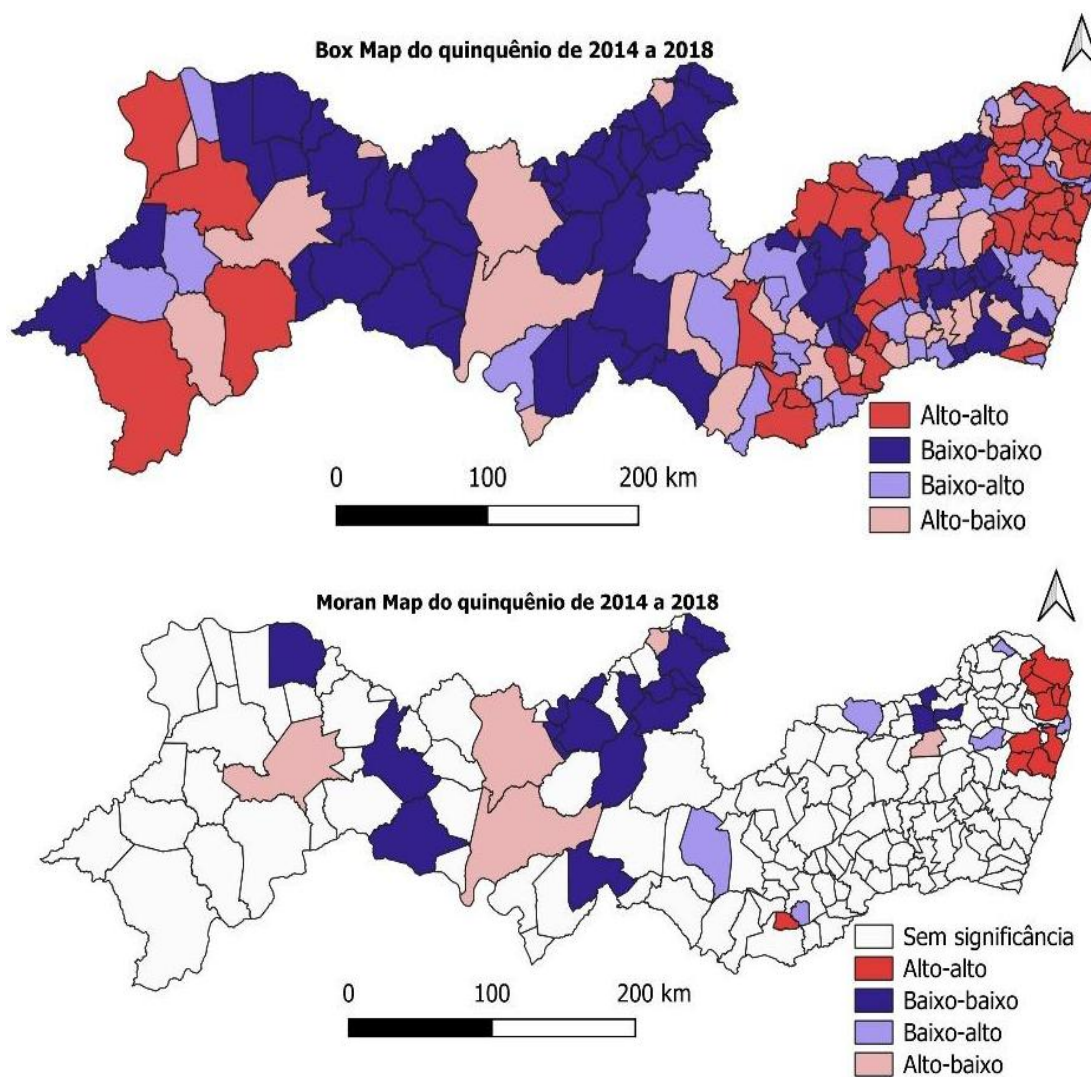 Box Map do quinquênio de 2014 a 2018
Alto-alto
Baixo-baixo
Baixo-alto
Alto-baixo
0 100 200 km
Moran Map do quinquênio de 2014 a 2018
Sem significância
Alto-alto
Baixo-baixo
Baixo-alto
Alto-baixo
0 100 200 km